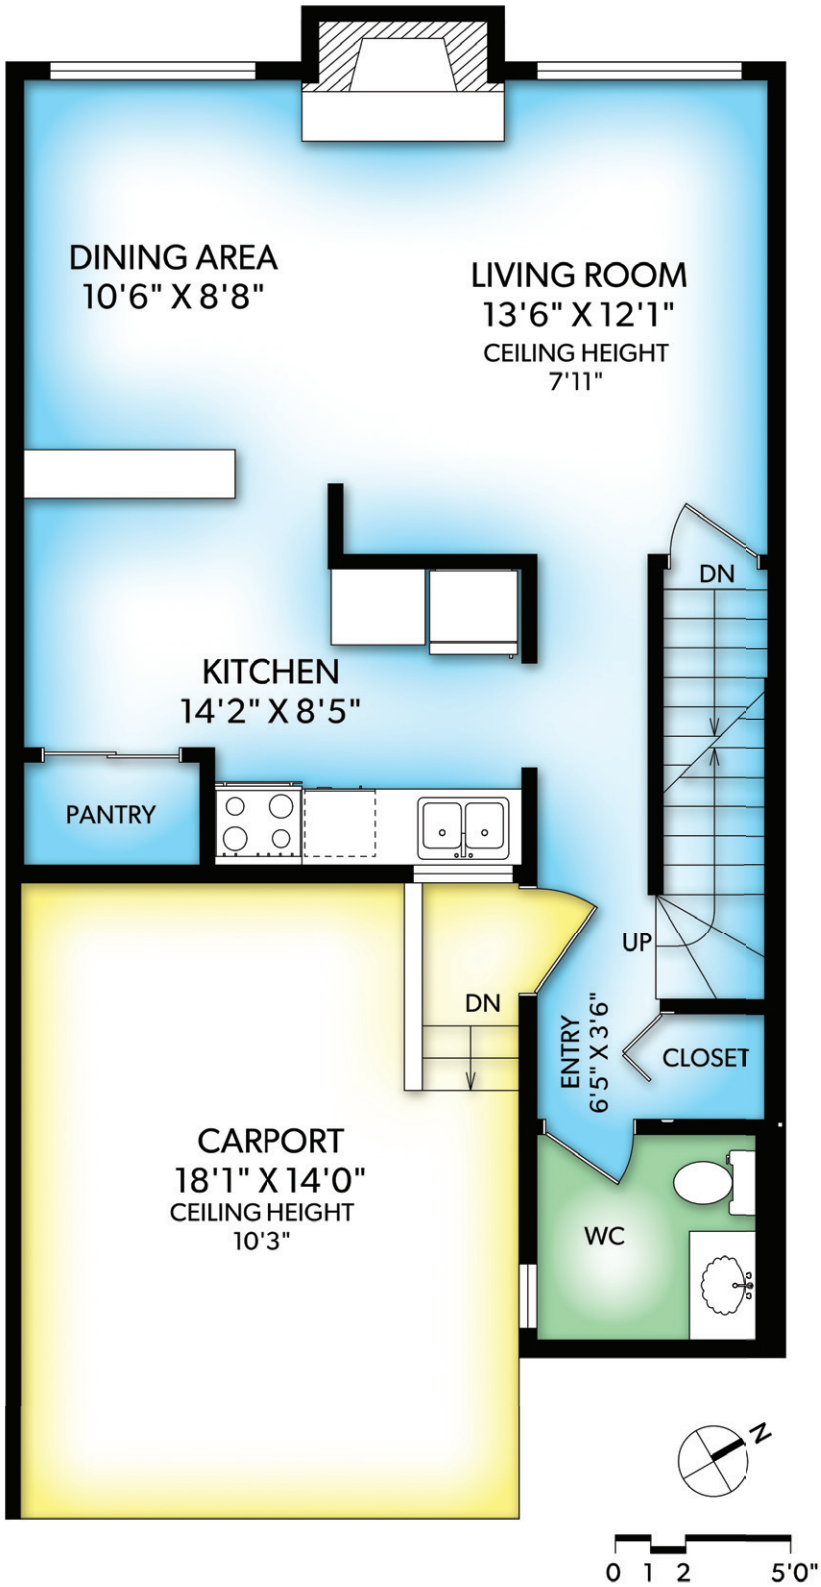 DINING AREA
10'6" X 8'8"
LIVING ROOM
13'6" X 12'1"
CEILING HEIGHT
7'11"
DN
KITCHEN
14'2" X 8'5"
PANTRY
UP
DN
ENTRY
6'5" X 3'6"
CLOSET
CARPORT
18'1" X 14'0"
CEILING HEIGHT
10'3"
WC
N
0 1 2 5'0"